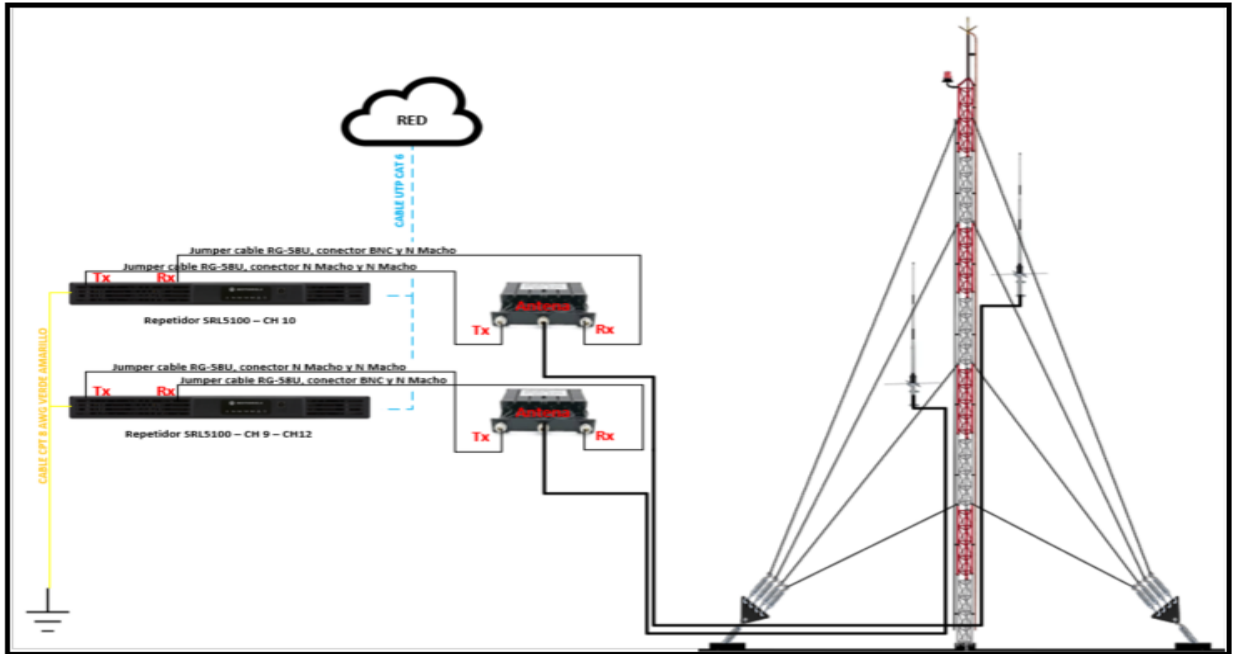 RED
CABLE UTP CAT 6
Jumper cable RG-58U, conector BNC y N Macho
Jumper cable RG-58U, conector N Macho y N Macho
Tx Rx
Antena
Tx Rx
Repetidor SRL5100 – CH 10
Jumper cable RG-58U, conector N Macho y N Macho
Jumper cable RG-58U, conector BNC y N Macho
Tx Rx
Antena
Tx Rx
Repetidor SRL5100 – CH 9 – CH12
CABLE CPT 8 AWG VERDE AMARILLO